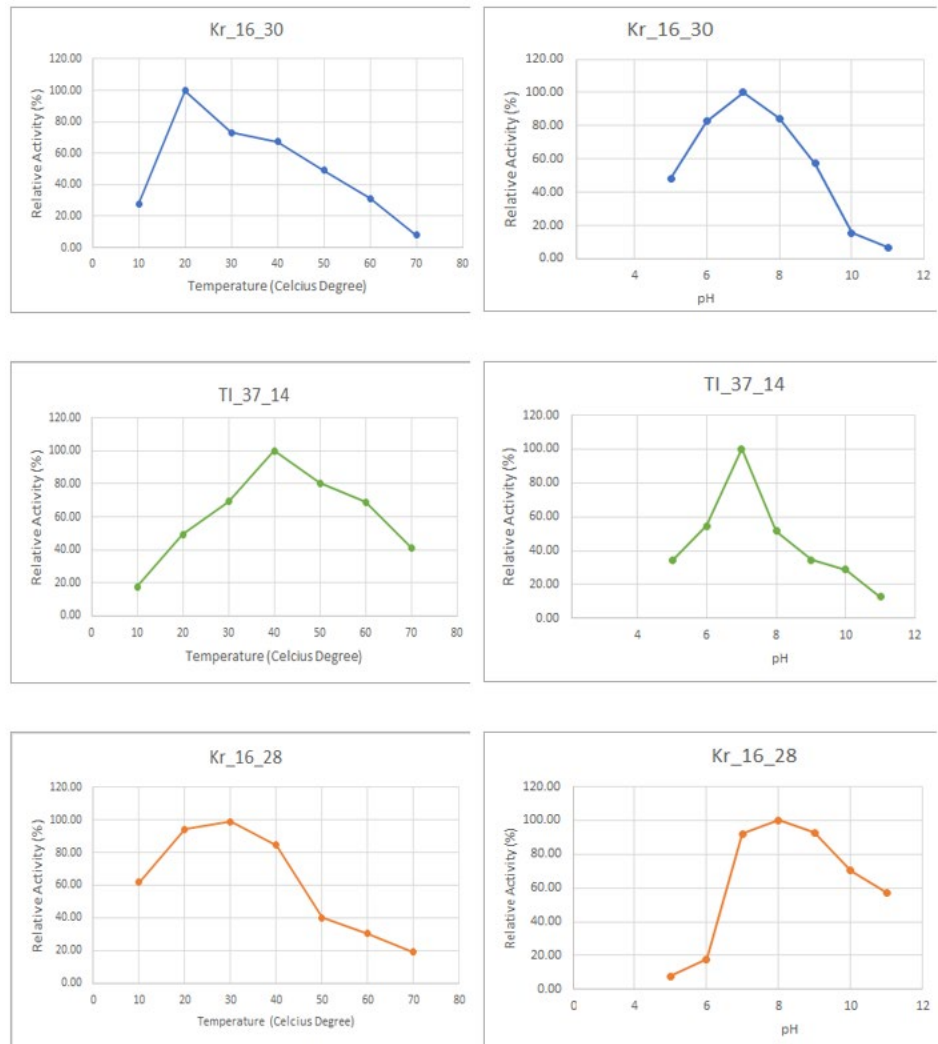 Kr_16_30
120.00
100.00
80.00
60.00
40.00
20.00
0.00
Relative Activity (%)
0 10 20 30 40 50 60 70 80
Temperature (Celcius Degree)
Kr_16_30
120.00
100.00
80.00
60.00
40.00
20.00
0.00
Relative Activity (%)
4 6 8 10 12
pH
TI_37_14
120.00
100.00
80.00
60.00
40.00
20.00
0.00
Relative Activity (%)
0 10 20 30 40 50 60 70 80
Temperature (Celcius Degree)
TI_37_14
120.00
100.00
80.00
60.00
40.00
20.00
0.00
Relative Activity (%)
4 6 8 10 12
pH
Kr_16_28
120.00
100.00
80.00
60.00
40.00
20.00
0.00
Relative Activity (%)
0 10 20 30 40 50 60 70 80
Temperature (Celcius Degree)
Kr_16_28
120.00
100.00
80.00
60.00
40.00
20.00
0.00
Relative Activity (%)
0 4 6 8 10 12
pH